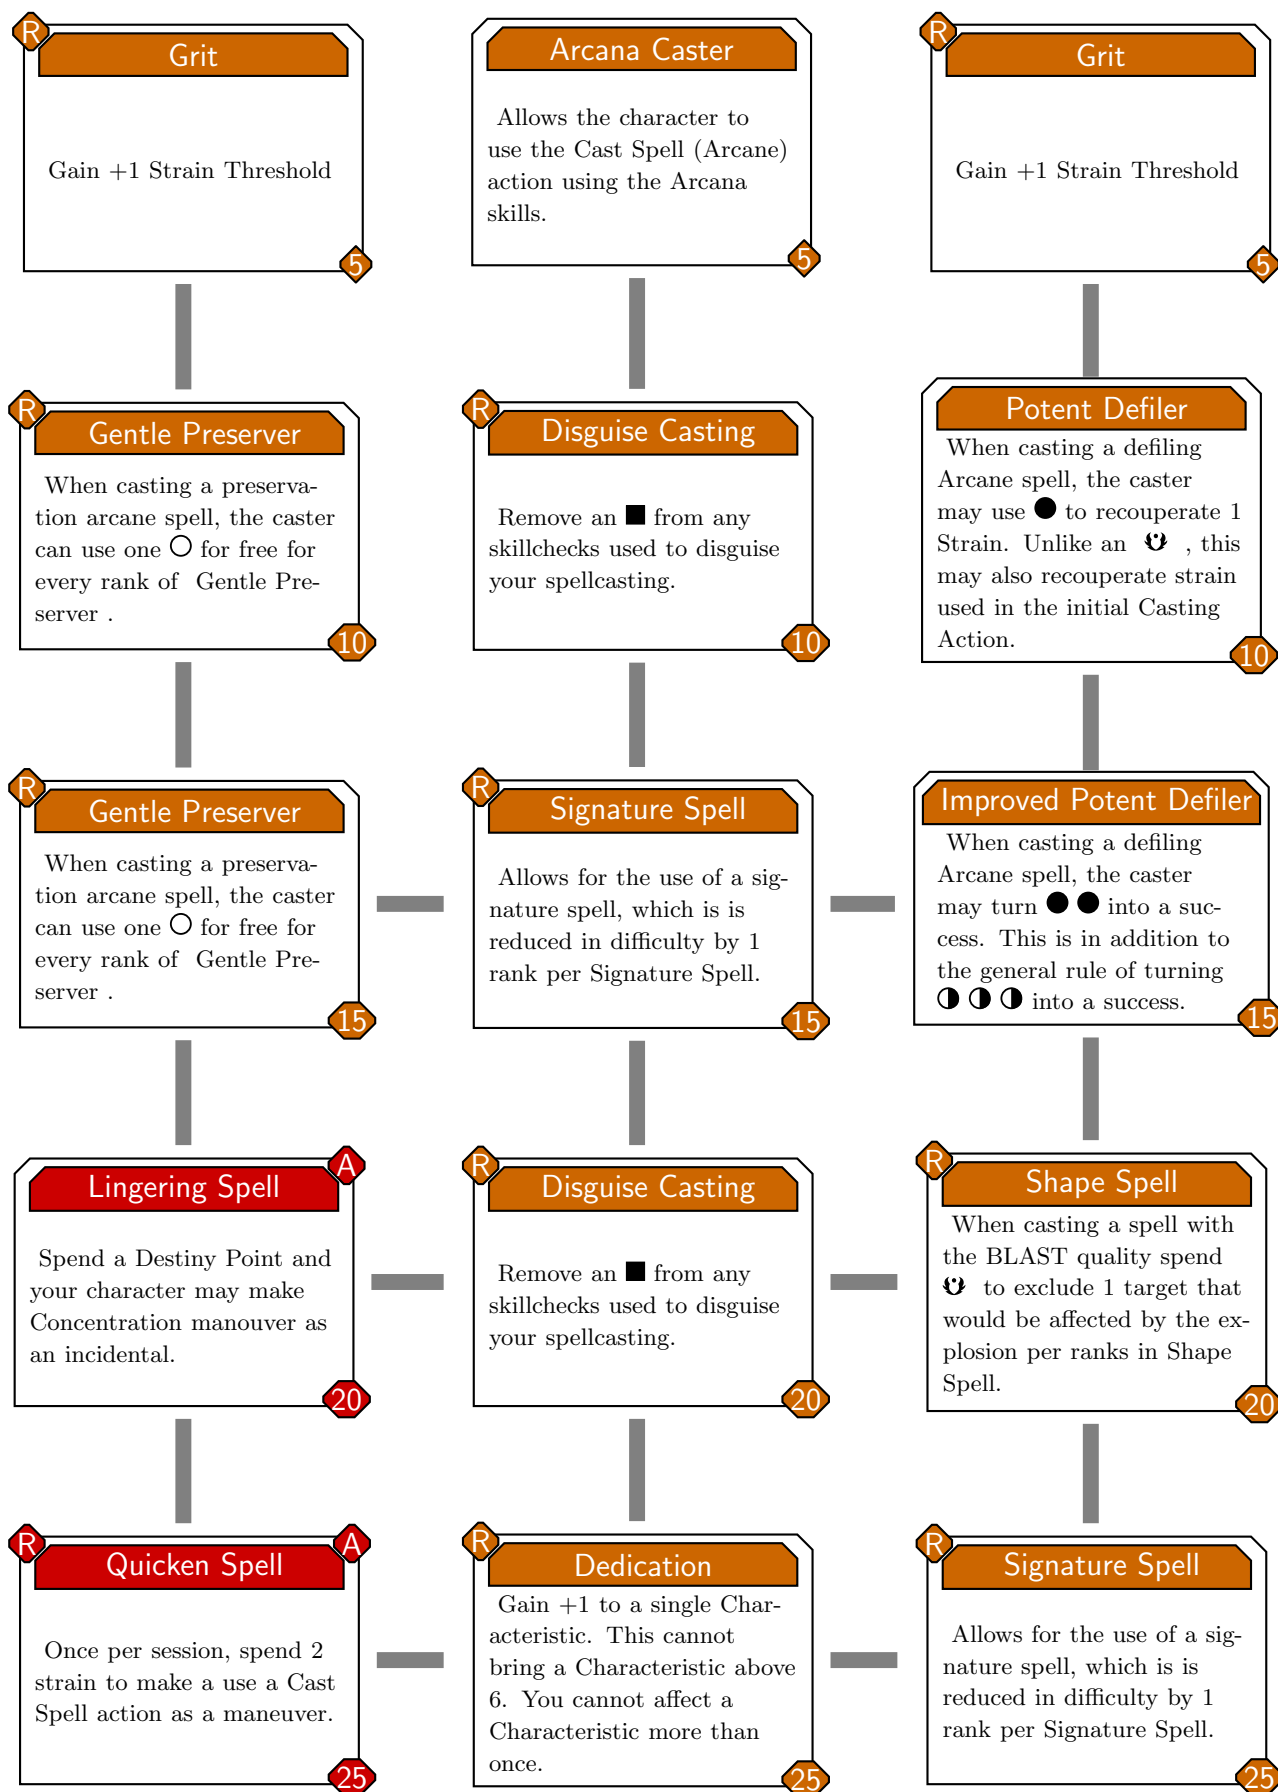 R
Grit
Gain +1 Strain Threshold
5
Arcana Caster
Allows the character to
use the Cast Spell (Arcane)
action using the Arcana
skills.
5
R
Grit
Gain +1 Strain Threshold
5
R
Gentle Preserver
When casting a preserva-
tion arcane spell, the caster
can use one ○ for free for
every rank of Gentle Pre-
server .
10
R
Disguise Casting
Remove an ■ from any
skillchecks used to disguise
your spellcasting.
10
Potent Defiler
When casting a defiling
Arcane spell, the caster
may use ● to recouperate 1
Strain. Unlike an , this
may also recouperate strain
used in the initial Casting
Action.
10
R
Gentle Preserver
When casting a preserva-
tion arcane spell, the caster
can use one ○ for free for
every rank of Gentle Pre-
server .
15
R
Signature Spell
Allows for the use of a sig-
nature spell, which is is
reduced in difficulty by 1
rank per Signature Spell.
15
Improved Potent Defiler
When casting a defiling
Arcane spell, the caster
may turn ● ● into a suc-
cess. This is in addition to
the general rule of turning
◑ ◑ ◑ into a success.
15
A
Lingering Spell
Spend a Destiny Point and
your character may make
Concentration manouver as
an incidental.
20
R
Disguise Casting
Remove an ■ from any
skillchecks used to disguise
your spellcasting.
20
R
Shape Spell
When casting a spell with
the BLAST quality spend
to exclude 1 target that
would be affected by the ex-
plosion per ranks in Shape
Spell.
20
R
A
Quicken Spell
Once per session, spend 2
strain to make a use a Cast
Spell action as a maneuver.
25
R
Dedication
Gain +1 to a single Char-
acteristic. This cannot
bring a Characteristic above
6. You cannot affect a
Characteristic more than
once.
25
R
Signature Spell
Allows for the use of a sig-
nature spell, which is is
reduced in difficulty by 1
rank per Signature Spell.
25